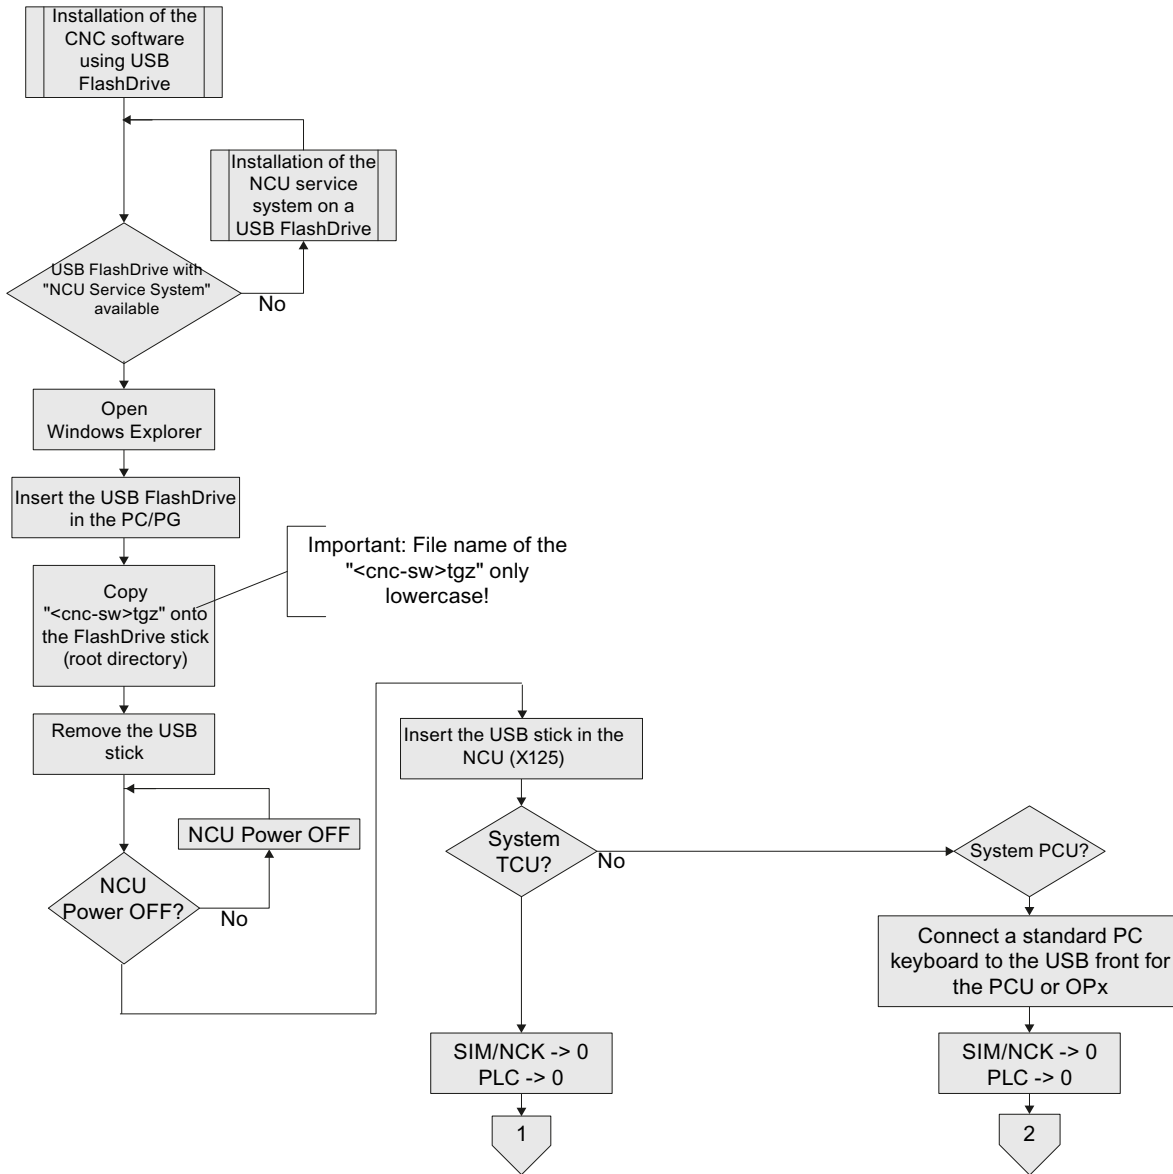 Installation of the
CNC software
using USB
FlashDrive
Installation of the
NCU service
system on a
USB FlashDrive
USB FlashDrive with
"NCU Service System"
available
No
Open
Windows Explorer
Insert the USB FlashDrive
in the PC/PG
Copy
"<cnc-sw>tgz" onto
the FlashDrive stick
(root directory)
Important: File name of the
"<cnc-sw>tgz" only
lowercase!
Remove the USB
stick
NCU Power OFF
NCU
Power OFF?
No
Insert the USB stick in the
NCU (X125)
System
TCU?
No
System PCU?
Connect a standard PC
keyboard to the USB front for
the PCU or OPx
SIM/NCK -> 0
PLC -> 0
SIM/NCK -> 0
PLC -> 0
1
2